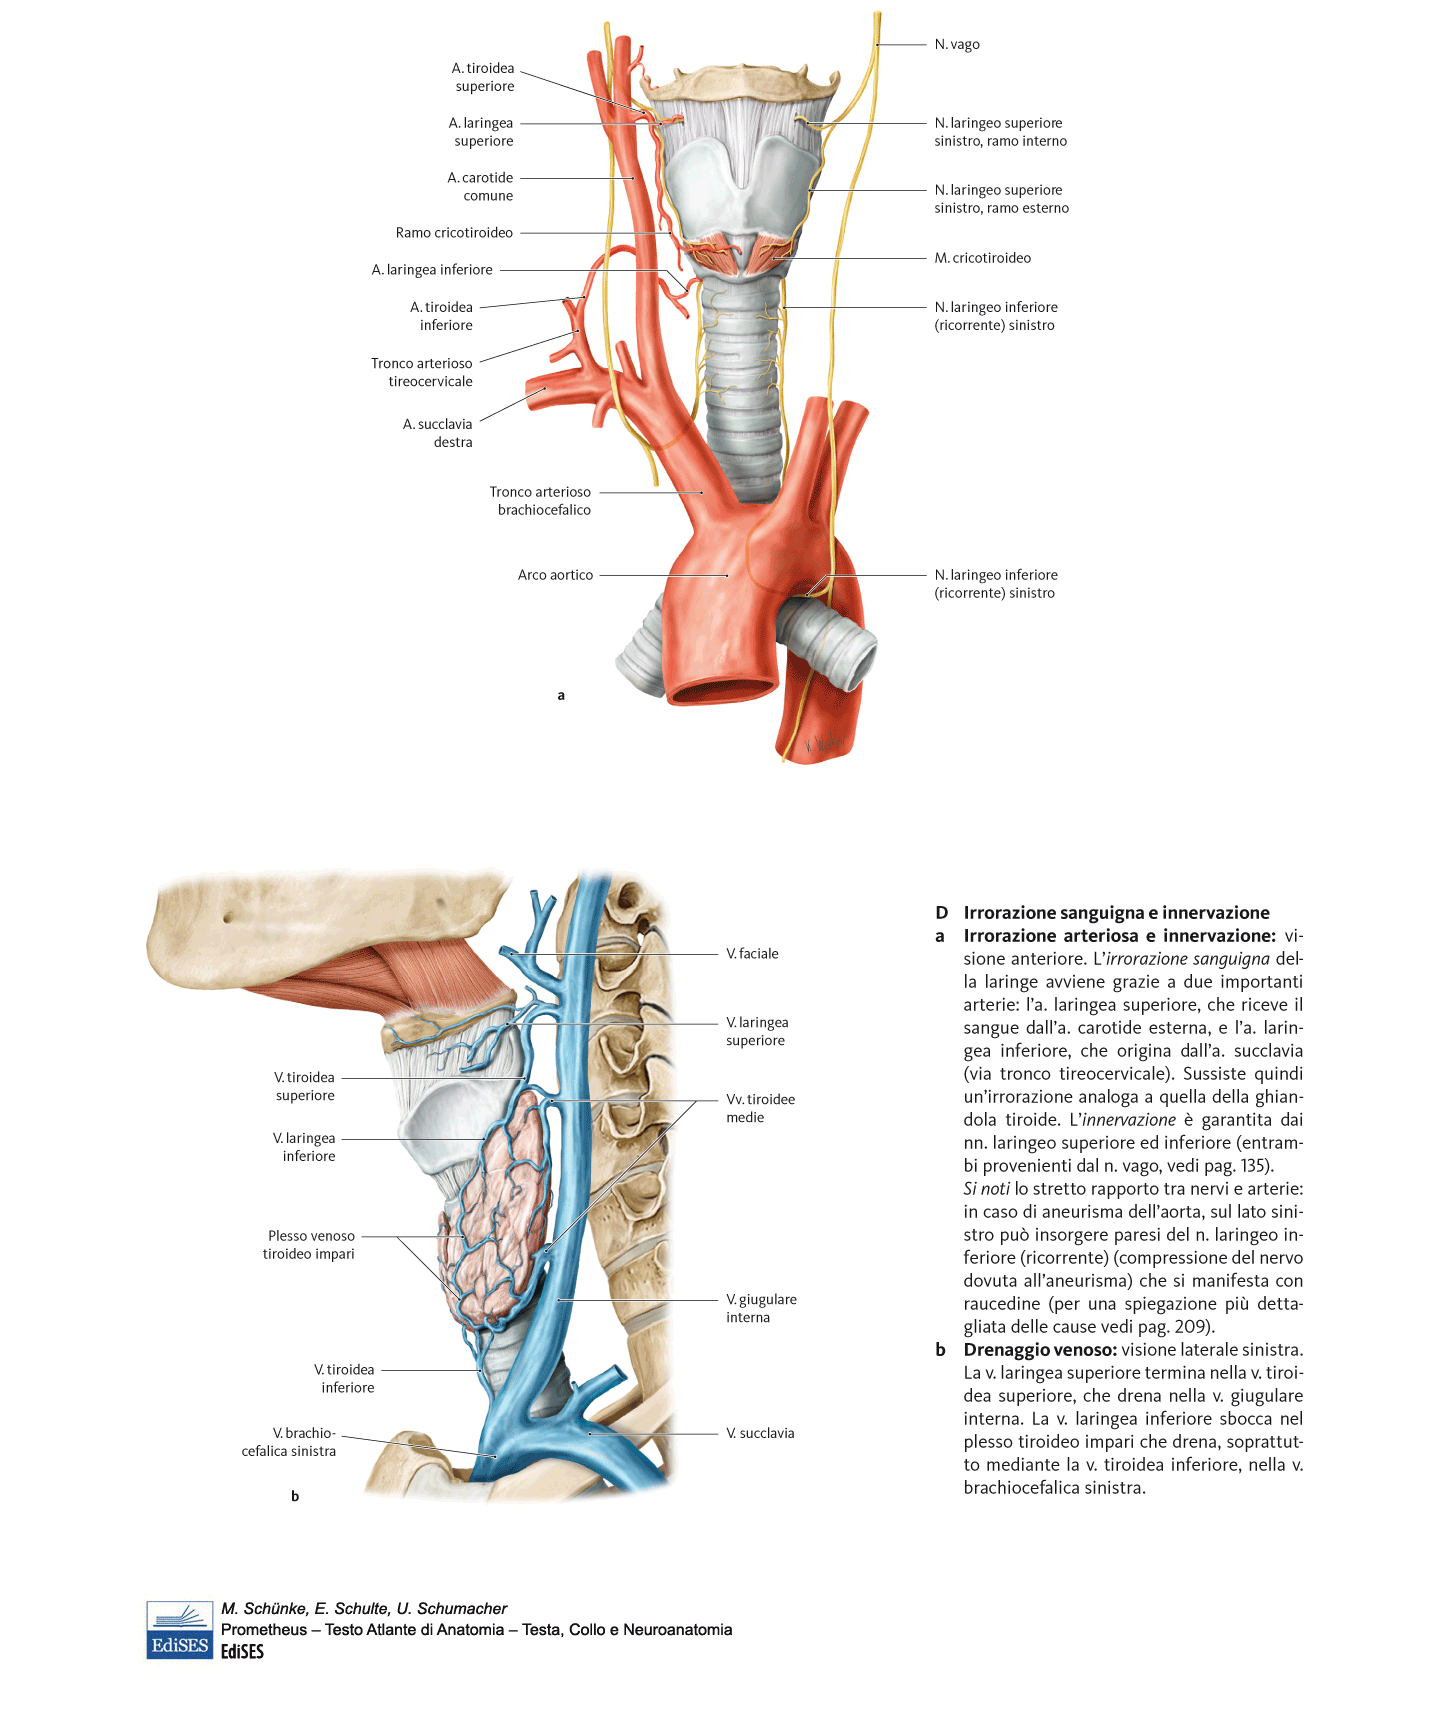 A. tiroidea
superiore
A. laringea
superiore
A. carotide
comune
Ramo cricotiroideo
A. laringea inferiore
A. tiroidea
inferiore
Tronco arterioso
tireocervicale
A. succlavia
destra
Tronco arterioso
brachiocefalico
Arco aortico
N. vago
N. laringeo superiore
sinistro, ramo interno
N. laringeo superiore
sinistro, ramo esterno
M. cricotiroideo
N. laringeo inferiore
(ricorrente) sinistro
N. laringeo inferiore
(ricorrente) sinistro
a
V. tiroidea
superiore
V. laringea
inferiore
Plesso venoso
tiroideo impari
V. tiroidea
inferiore
V. brachio-
cefalica sinistra
V. faciale
V. laringea
superiore
Vv. tiroidee
medie
V. giugulare
interna
V. succlavia
b
D Irrorazione sanguigna e innervazione
a Irrorazione arteriosa e innervazione: vi-
sione anteriore. L'irrorazione sanguigna del-
la laringe avviene grazie a due importanti
arterie: l'a. laringea superiore, che riceve il
sangue dall'a. carotide esterna, e l'a. larin-
gea inferiore, che origina dall'a. succlavia
(via tronco tireocervicale). Sussiste quindi
un'irrorazione analoga a quella della ghian-
dola tiroide. L'innervazione è garantita dai
nn. laringeo superiore ed inferiore (entram-
bi provenienti dal n. vago, vedi pag. 135).
Si noti lo stretto rapporto tra nervi e arterie:
in caso di aneurisma dell'aorta, sul lato sini-
stro può insorgere paresi del n. laringeo in-
feriore (ricorrente) (compressione del nervo
dovuta all'aneurisma) che si manifesta con
raucedine (per una spiegazione più detta-
gliata delle cause vedi pag. 209).
b Drenaggio venoso: visione laterale sinistra.
La v. laringea superiore termina nella v. tiroi-
dea superiore, che drena nella v. giugulare
interna. La v. laringea inferiore sbocca nel
plesso tiroideo impari che drena, soprattut-
to mediante la v. tiroidea inferiore, nella v.
brachiocefalica sinistra.
EdiSES
M. Schünke, E. Schulte, U. Schumacher
Prometheus – Testo Atlante di Anatomia – Testa, Collo e Neuroanatomia
EdiSES